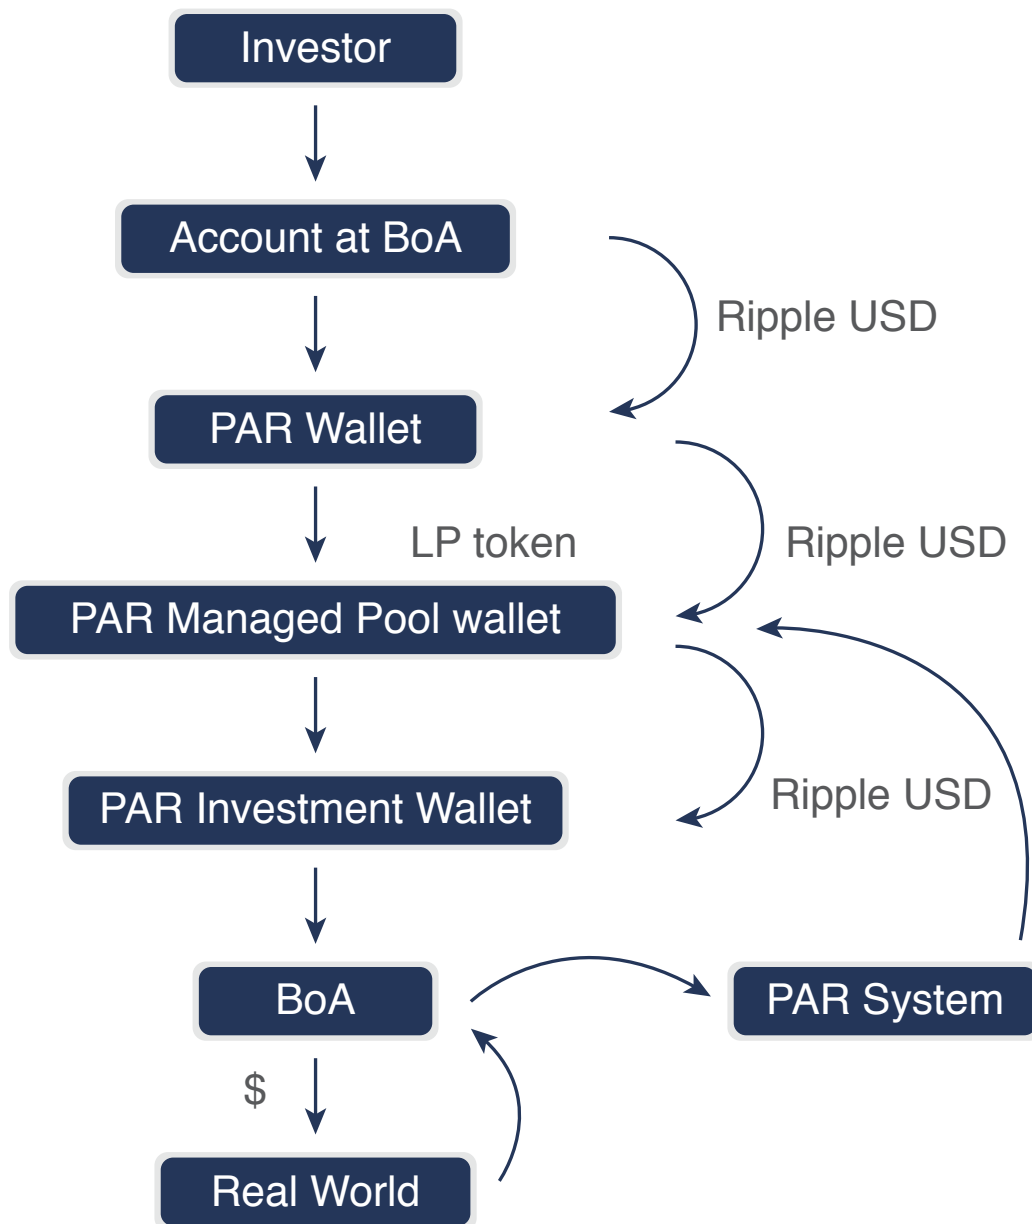 Investor
Account at BoA
Ripple USD
PAR Wallet
LP token
Ripple USD
PAR Managed Pool wallet
PAR Investment Wallet
Ripple USD
BoA
PAR System
$
Real World